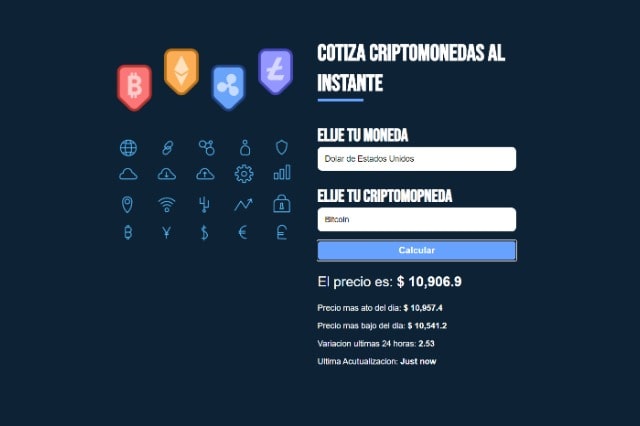 COTIZA CRIPTOMONEDAS AL
INSTANTE
ELIJE TU MONEDA
Dolar de Estados Unidos
ELIJE TU CRIPTOMOPNEDA
Bitcoin
Calcular
El precio es: $ 10,906.9
Precio mas ato del dia: $ 10,957.4
Precio mas bajo del dia: $ 10,541.2
Variacion ultimas 24 horas: 2.53
Ultima Acutualizacion: Just now